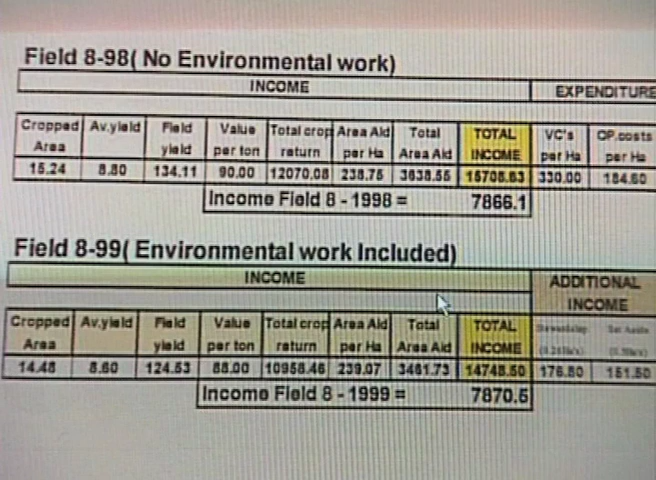 Field 8-98( No Environmental work)
INCOME EXPENDITURE
Cropped Av.yield Field Value Total crop Area Aid Total TOTAL VC's OP.costs
Area yield per ton return per Ha Area Aid INCOME per Ha per Ha
15.24 8.80 134.11 90.00 12070.08 238.75 3638.55 15708.63 330.00 184.60
Income Field 8 - 1998 = 7866.1
Field 8-99( Environmental work Included)
INCOME ADDITIONAL
INCOME
Cropped Av.yield Field Value Total crop Area Aid Total TOTAL
Area yield per ton return per Ha Area Aid INCOME
14.48 8.60 124.53 88.00 10958.46 239.07 3461.73 14748.50 176.80 151.50
Income Field 8 - 1999 = 7870.5